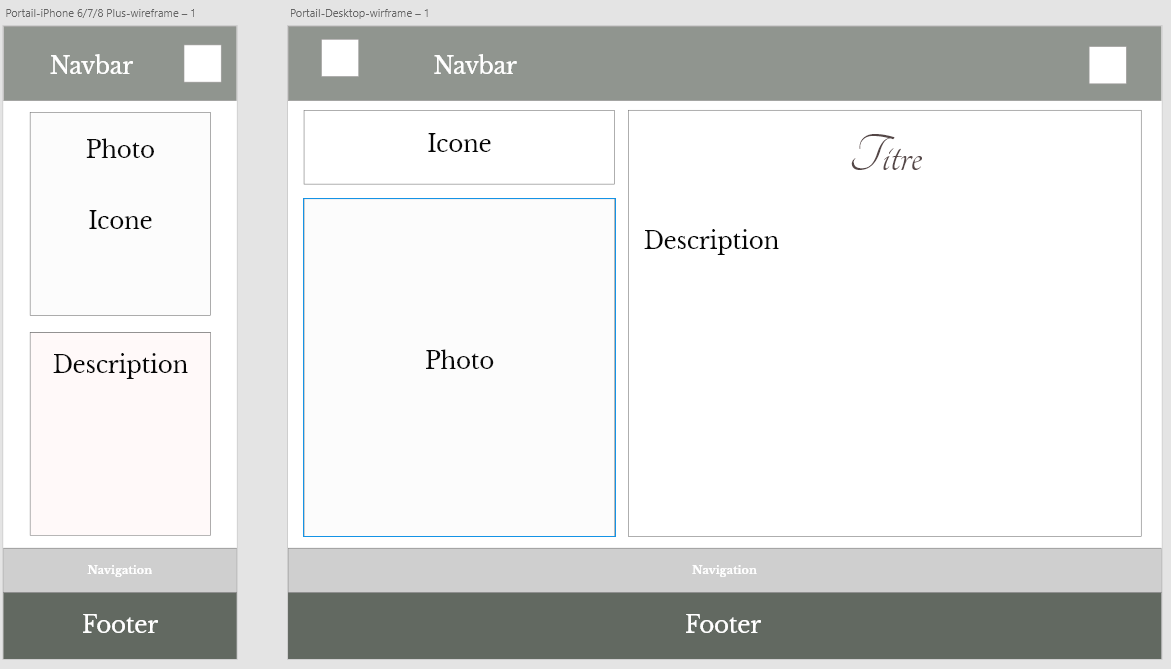 Portail-iPhone 6/7/8 Plus-wireframe – 1
Navbar
Photo
Icone
Description
Navigation
Footer
Portail-Desktop-wirframe – 1
Navbar
Icone
Photo
Titre
Description
Navigation
Footer